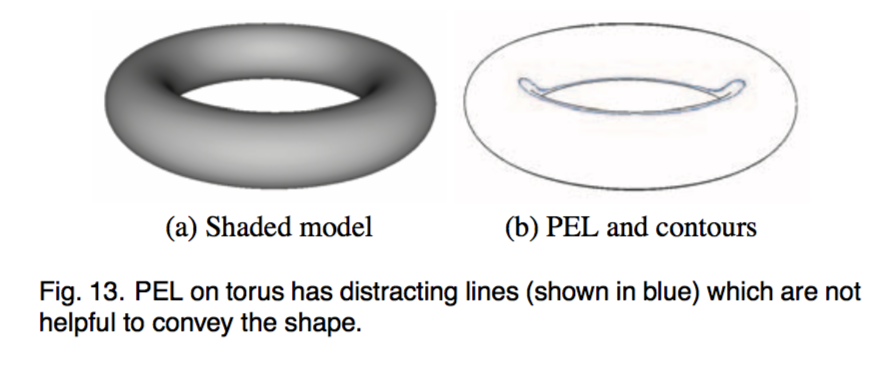 (a) Shaded model
(b) PEL and contours
Fig. 13. PEL on torus has distracting lines (shown in blue) which are not
helpful to convey the shape.